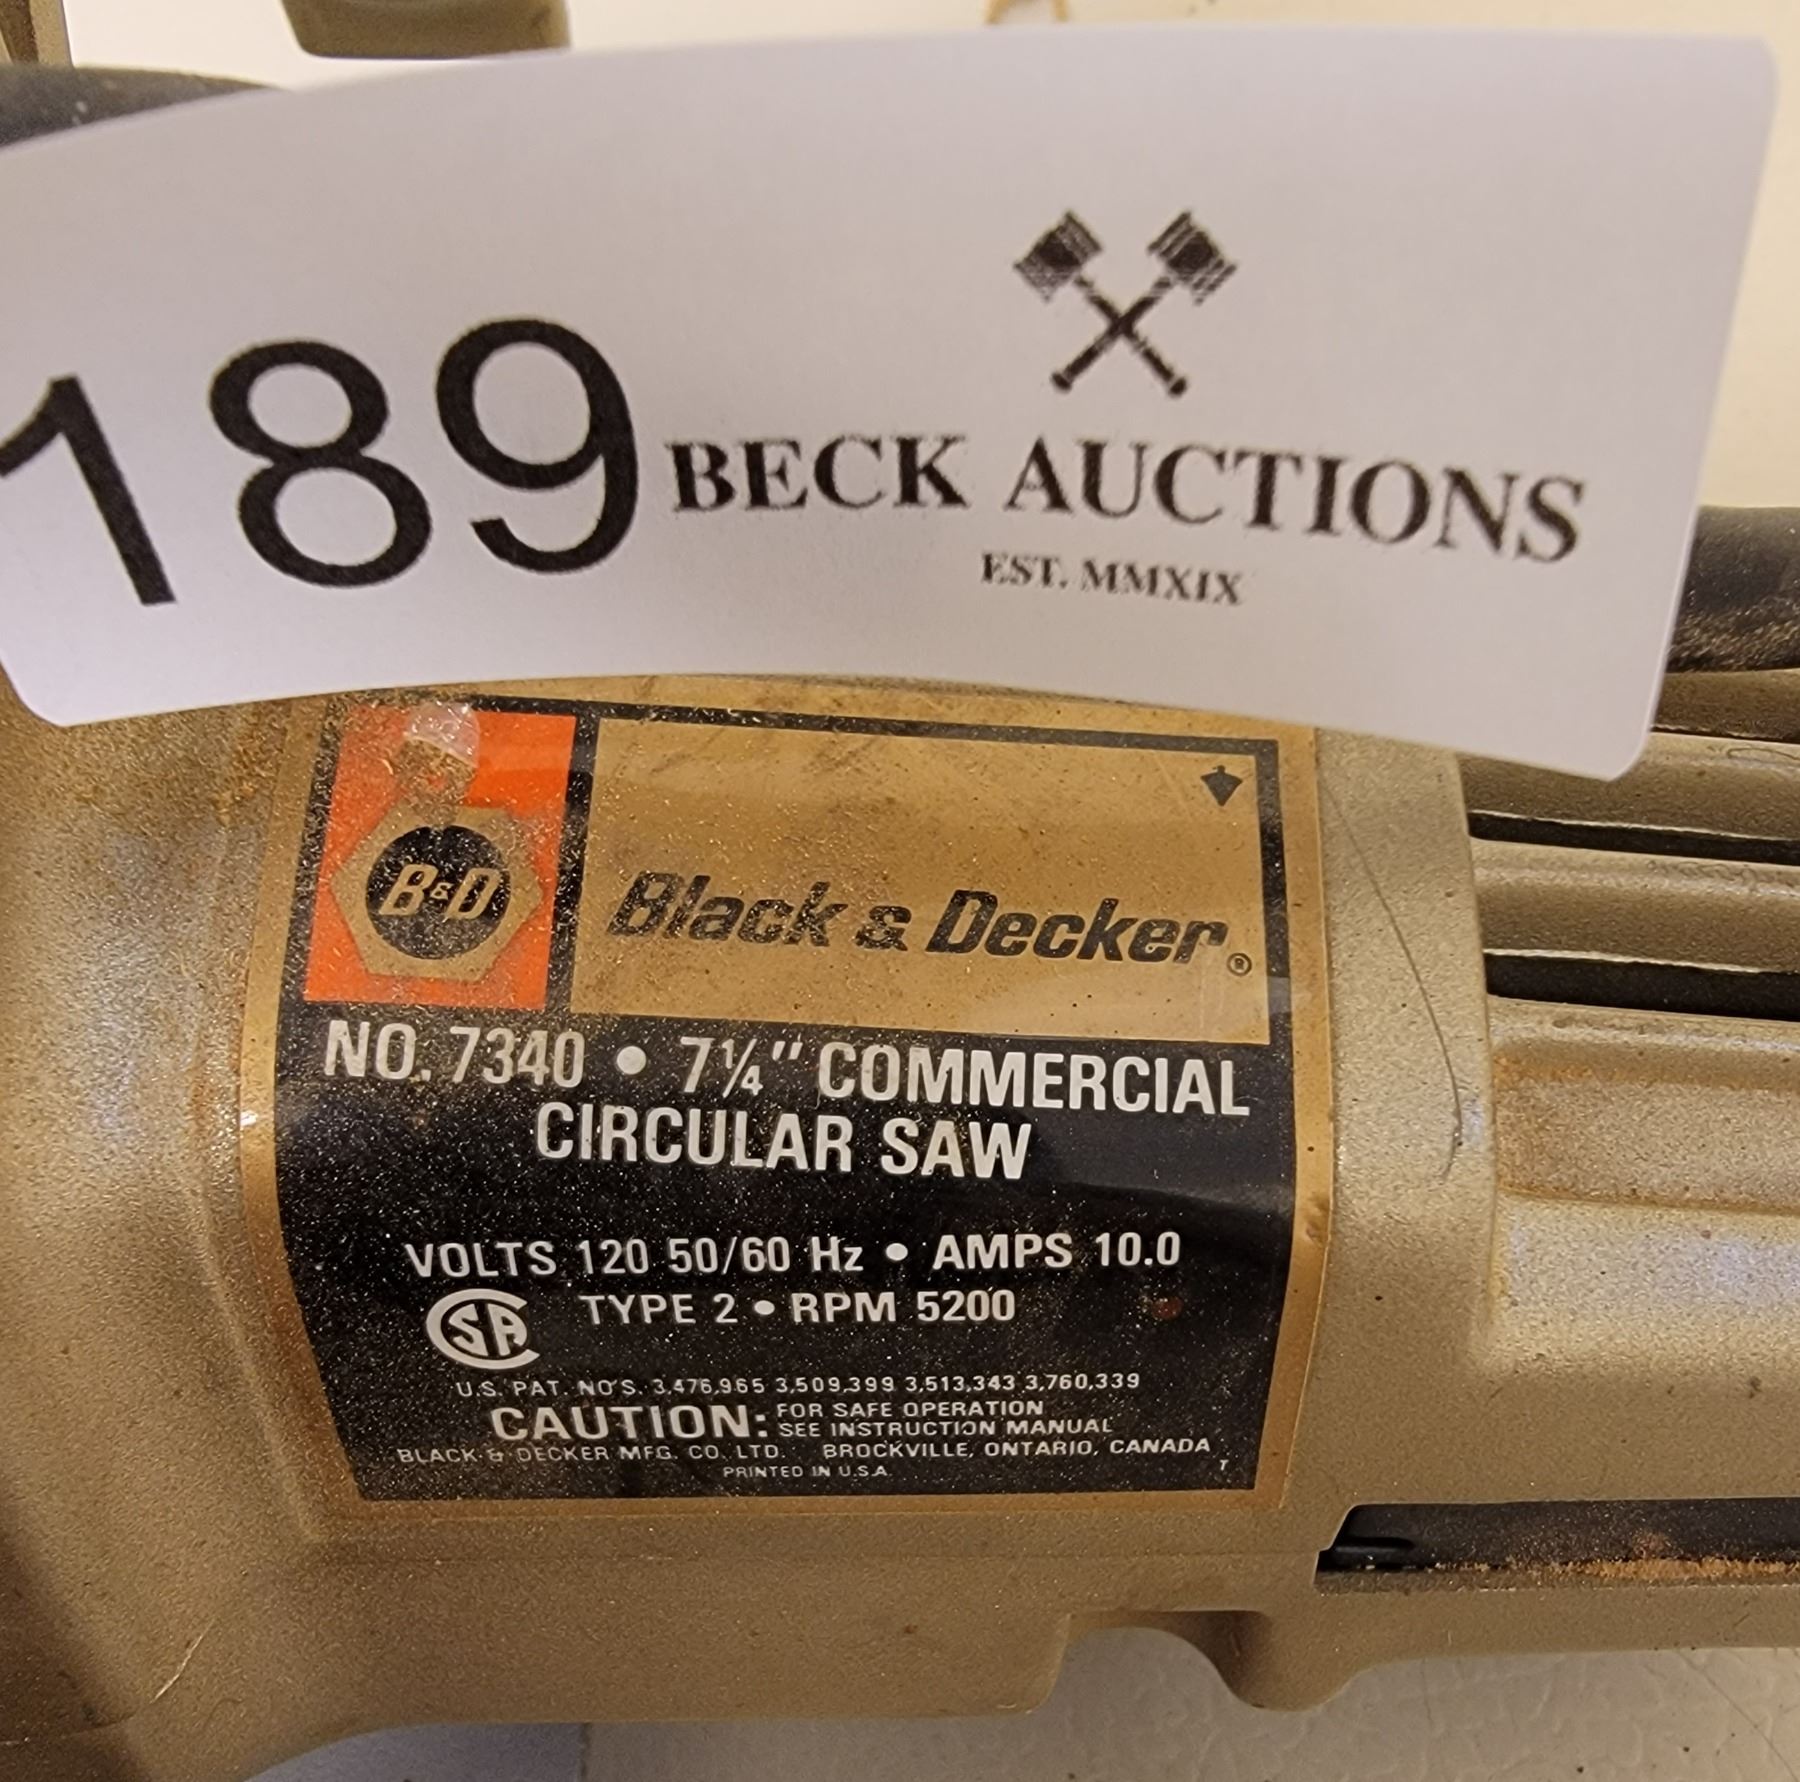 189
BECK AUCTIONS
EST. MMXIX
B&D
Black & Decker®
NO. 7340 • 7¼" COMMERCIAL
CIRCULAR SAW
VOLTS 120 50/60 Hz • AMPS 10.0
SA TYPE 2 • RPM 5200
U.S. PAT. NO'S. 3,476,965 3,509,399 3,513,343 3,760,339
CAUTION: FOR SAFE OPERATION
SEE INSTRUCTION MANUAL
BLACK & DECKER MFG. CO. LTD. BROCKVILLE, ONTARIO, CANADA
PRINTED IN U.S.A. T